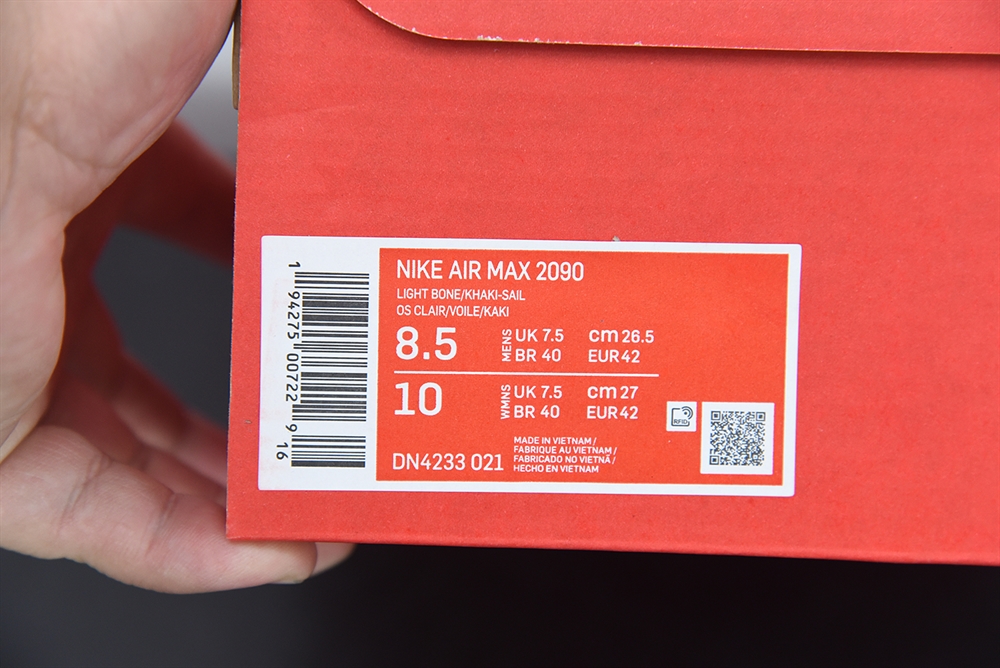 NIKE AIR MAX 2090
LIGHT BONE/KHAKI-SAIL
OS CLAIR/VOILE/KAKI
8.5 MENS UK 7.5 cm 26.5
BR 40 EUR 42
10 WMNS UK 7.5 cm 27
BR 40 EUR 42
RFID
DN4233 021
MADE IN VIETNAM /
FABRIQUE AU VIETNAM /
FABRICADO NO VIETNÃ /
HECHO EN VIETNAM
1 94275 00722 9 16